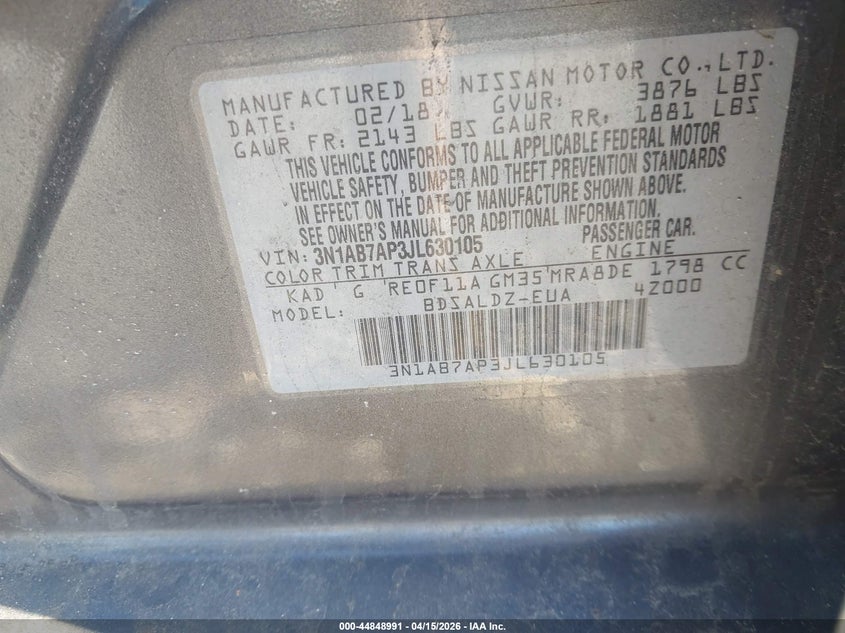 MANUFACTURED BY NISSAN MOTOR CO., LTD.
DATE: 02/18 GVWR: 3876 LBS
GAWR FR: 2143 LBS GAWR RR: 1881 LBS
THIS VEHICLE CONFORMS TO ALL APPLICABLE FEDERAL MOTOR
VEHICLE SAFETY, BUMPER AND THEFT PREVENTION STANDARDS
IN EFFECT ON THE DATE OF MANUFACTURE SHOWN ABOVE.
SEE OWNER'S MANUAL FOR ADDITIONAL INFORMATION.
VIN: 3N1AB7AP3JL630105 PASSENGER CAR.
COLOR TRIM TRANS AXLE ENGINE
KAD G RE0F11A GM35 MRA8DE 1798 CC
MODEL: BDSALDZ-EUA 4Z000
3N1AB7AP3JL630105
000-44848991 | 04/15/2026 | IAA Inc.